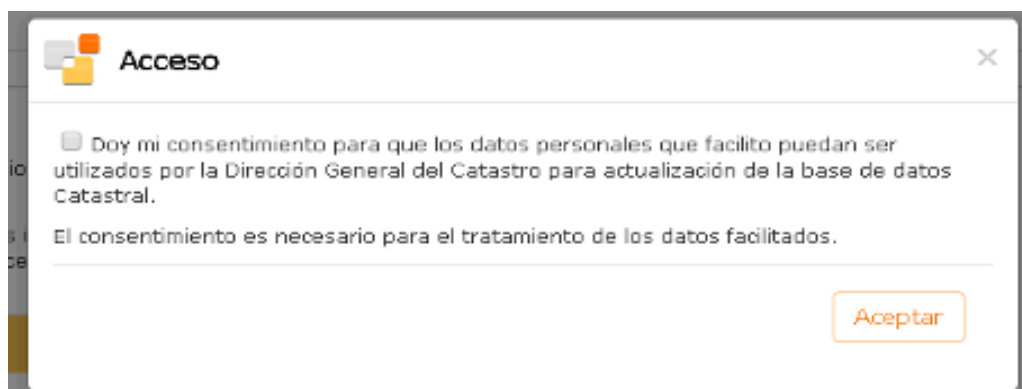 Acceso
Doy mi consentimiento para que los datos personales que facilito puedan ser
utilizados por la Dirección General del Catastro para actualización de la base de datos
Catastral.
El consentimiento es necesario para el tratamiento de los datos facilitados.
Aceptar